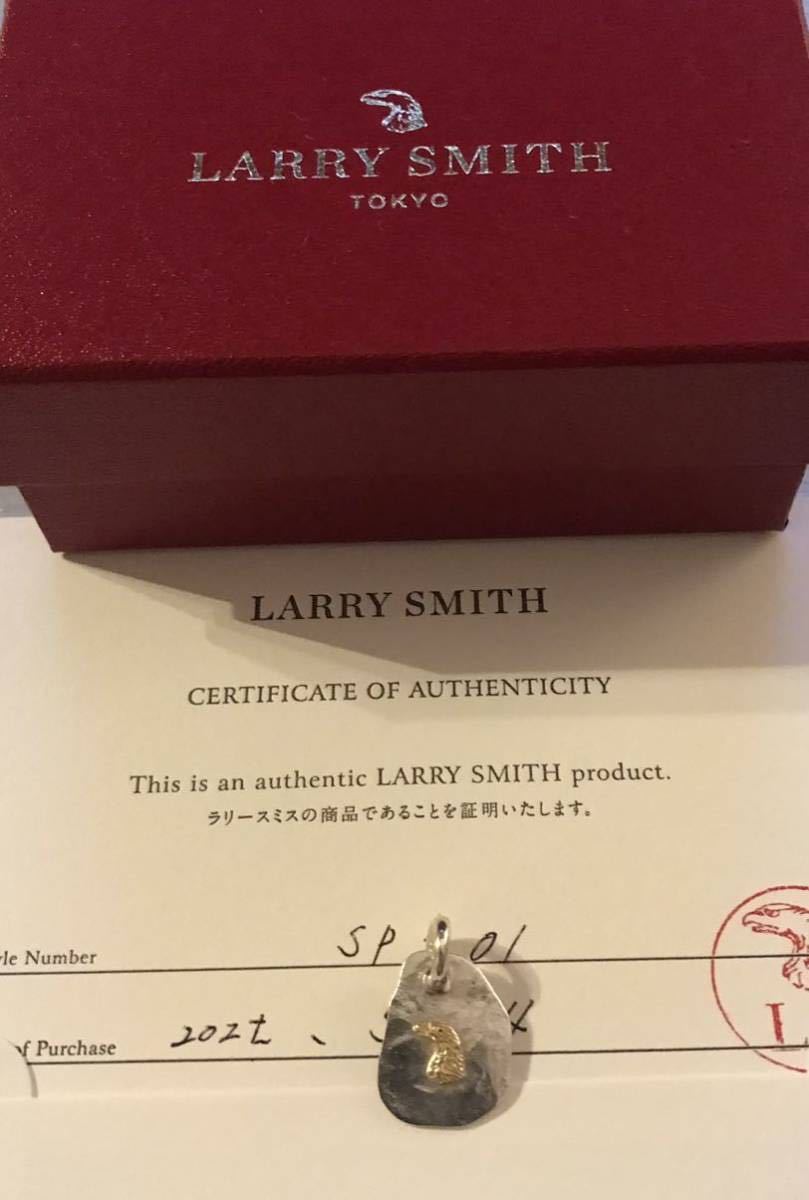 LARRY SMITH
TOKYO
LARRY SMITH
CERTIFICATE OF AUTHENTICITY
This is an authentic LARRY SMITH product.
ラリースミスの商品であることを証明いたします。
yle Number SP 01
of Purchase
L